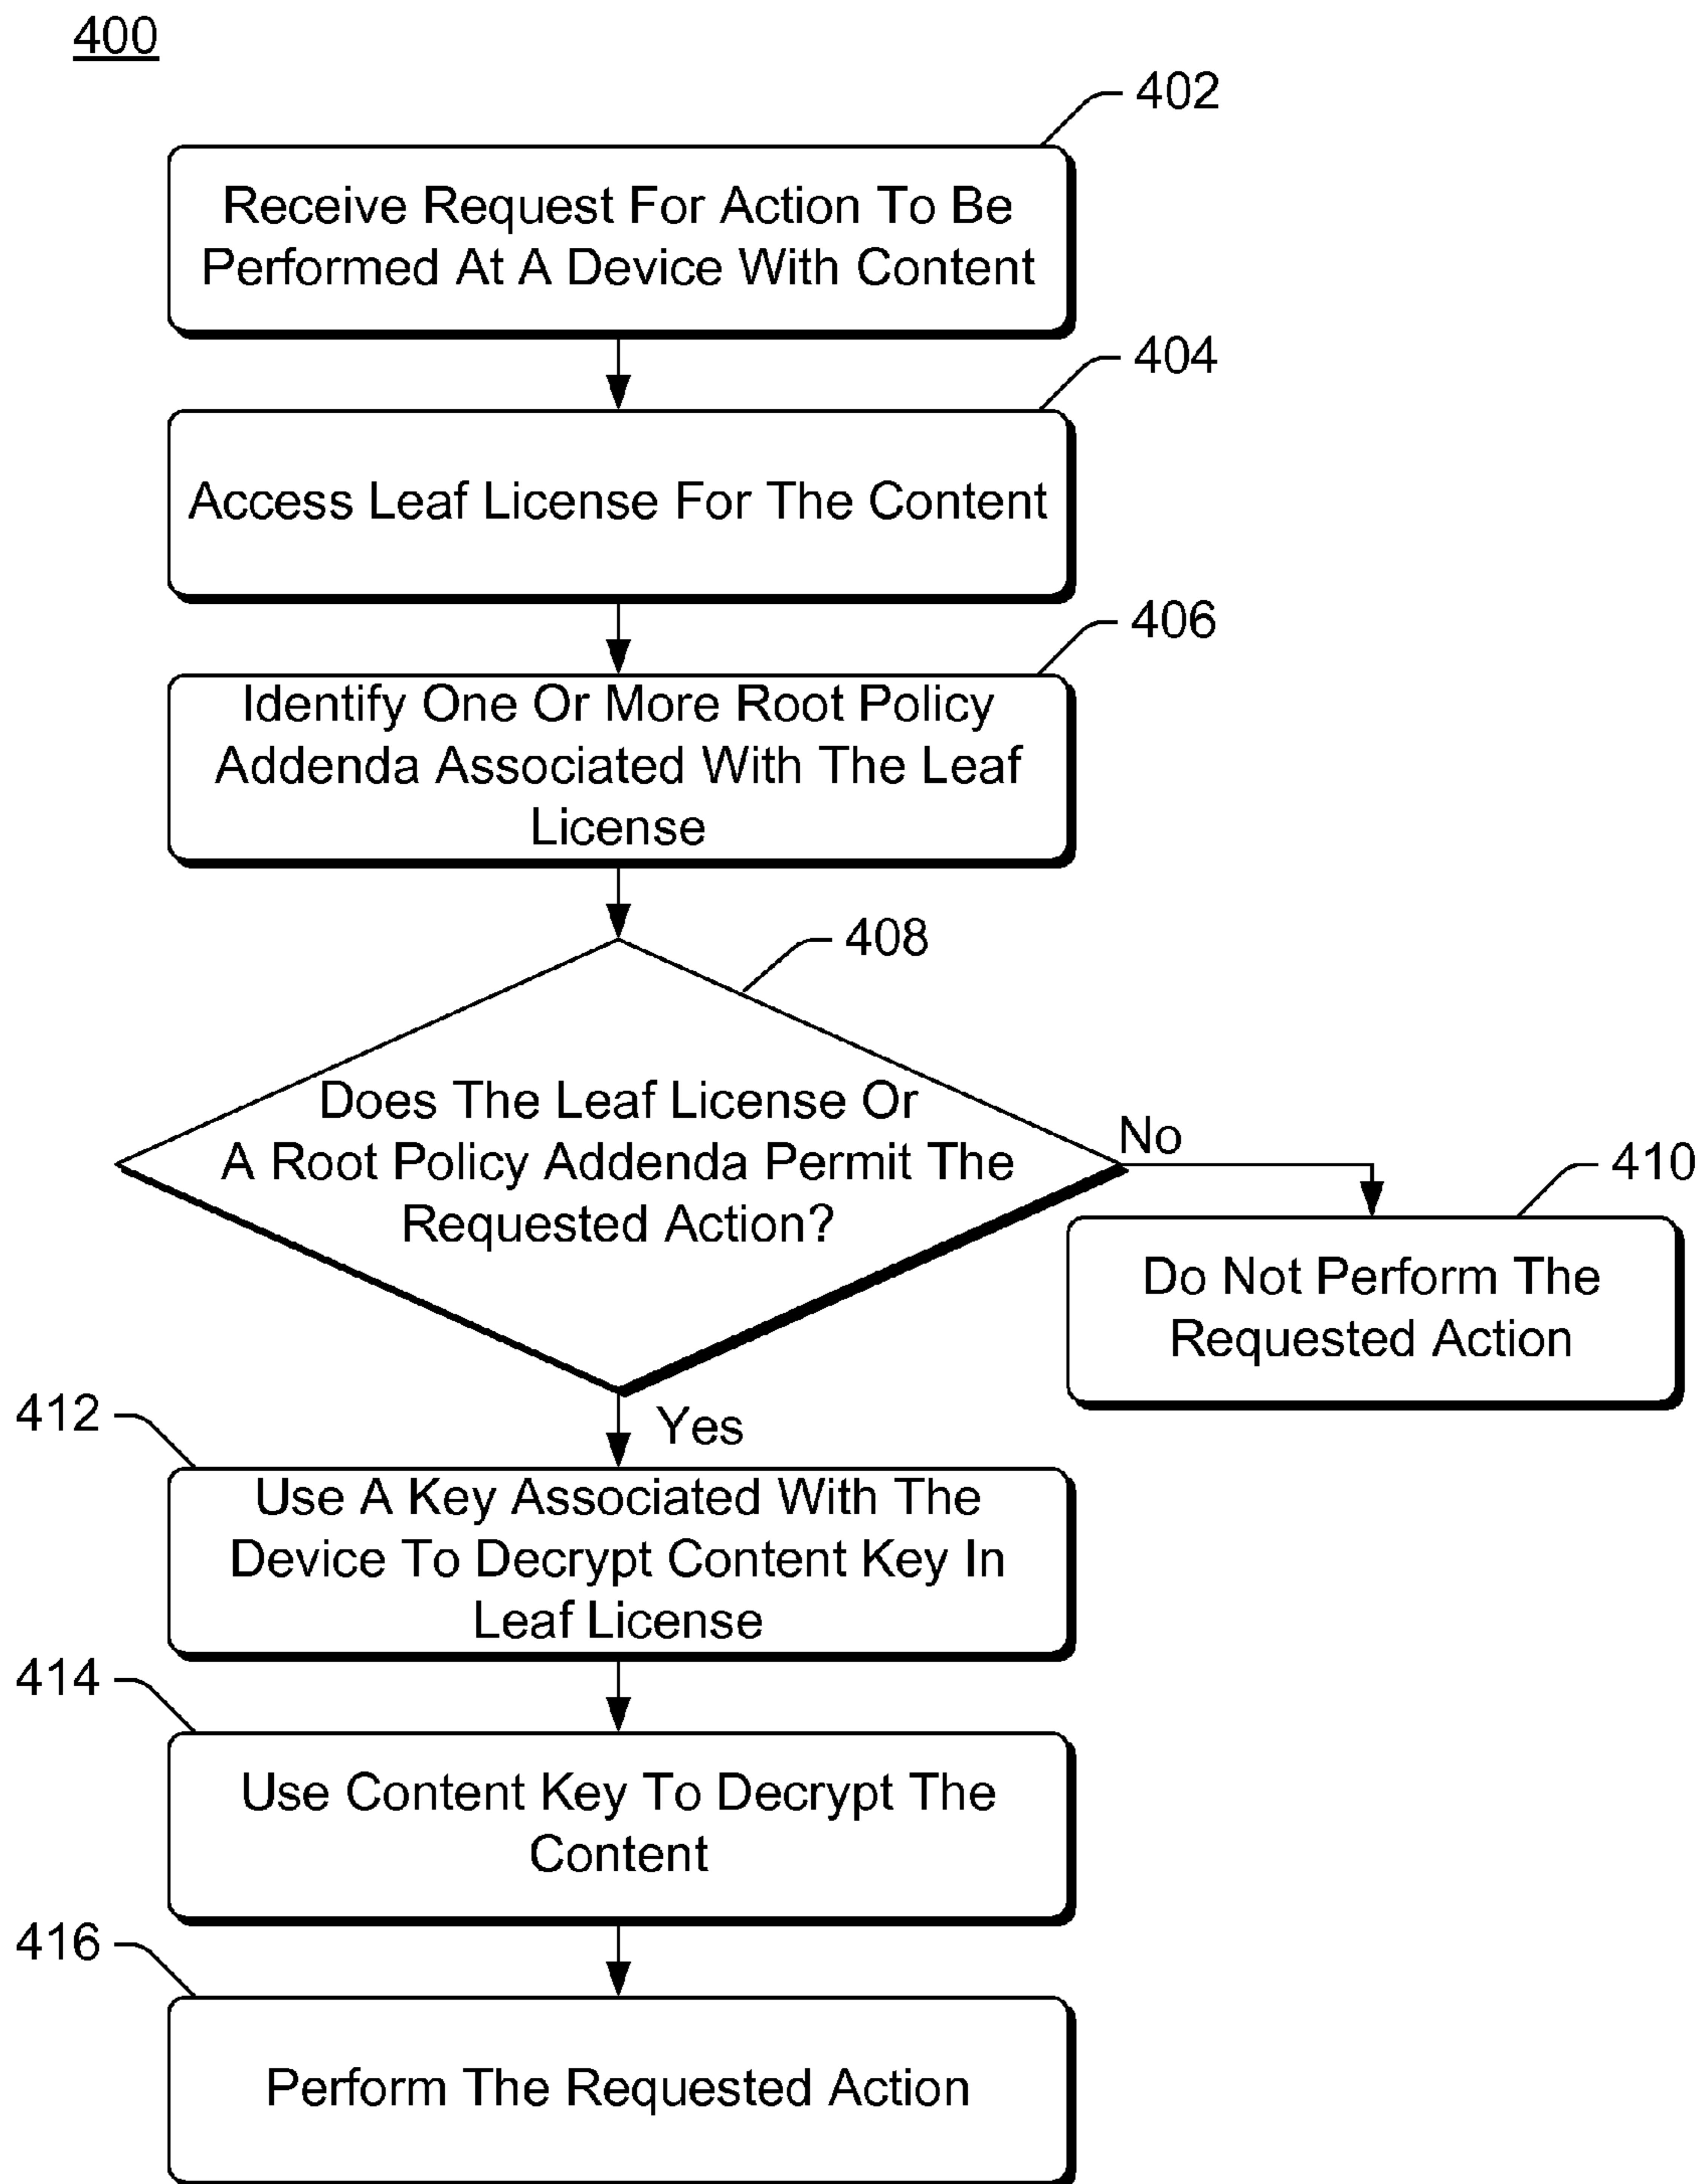 400
402
Receive Request For Action To Be
Performed At A Device With Content
404
Access Leaf License For The Content
406
Identify One Or More Root Policy
Addenda Associated With The Leaf
License
408
Does The Leaf License Or
A Root Policy Addenda Permit The
Requested Action?
No
410
Do Not Perform The
Requested Action
Yes
412
Use A Key Associated With The
Device To Decrypt Content Key In
Leaf License
414
Use Content Key To Decrypt The
Content
416
Perform The Requested Action